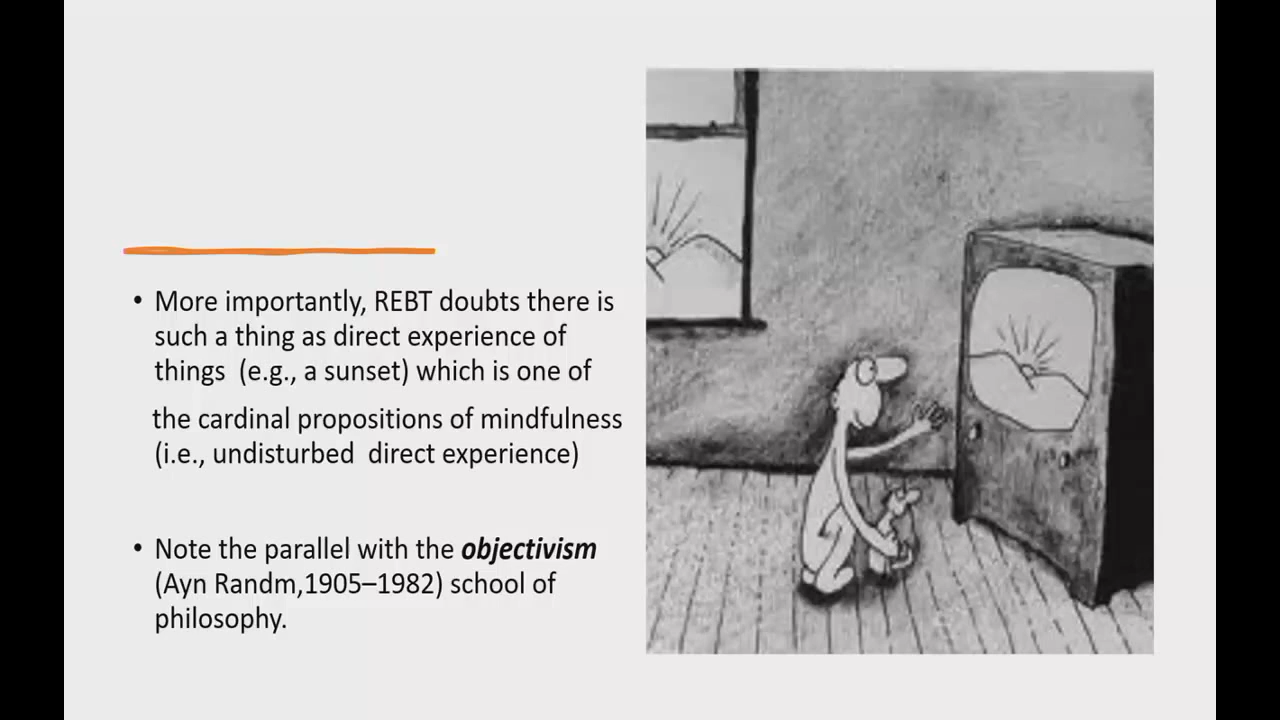 • More importantly, REBT doubts there is
such a thing as direct experience of
things (e.g., a sunset) which is one of
the cardinal propositions of mindfulness
(i.e., undisturbed direct experience)
• Note the parallel with the objectivism
(Ayn Randm,1905–1982) school of
philosophy.